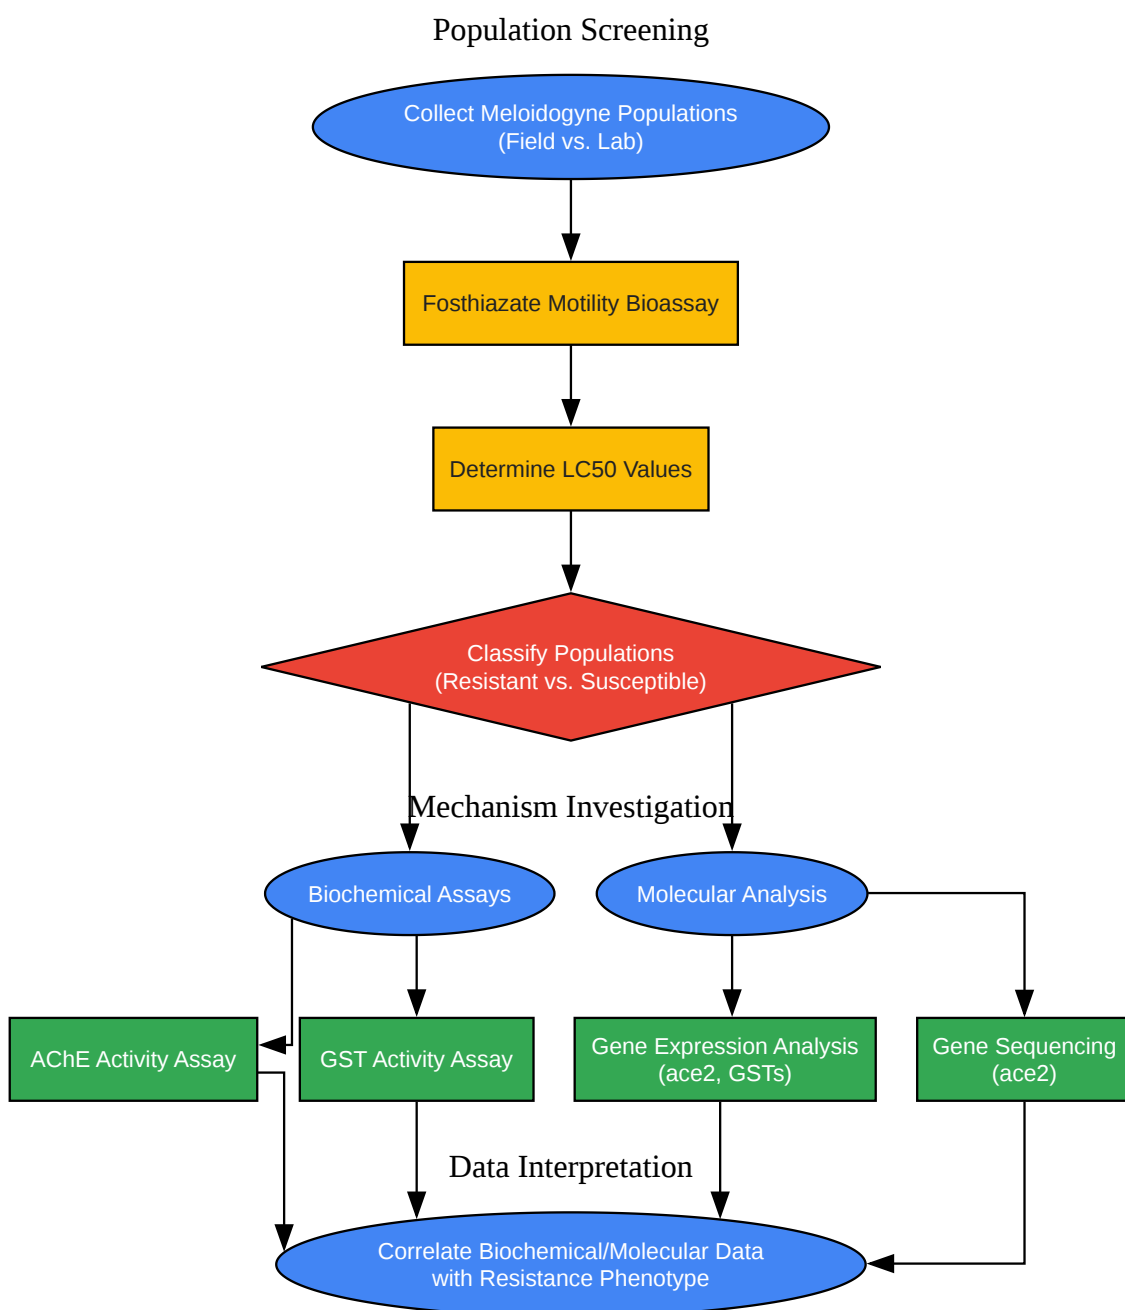 Population Screening
Collect Meloidogyne Populations
(Field vs. Lab)
Fosthiazate Motility Bioassay
Determine LC50 Values
Classify Populations
(Resistant vs. Susceptible)
Mechanism Investigation
Biochemical Assays
Molecular Analysis
AChE Activity Assay
GST Activity Assay
Gene Expression Analysis
(ace2, GSTs)
Gene Sequencing
(ace2)
Data Interpretation
Correlate Biochemical/Molecular Data
with Resistance Phenotype